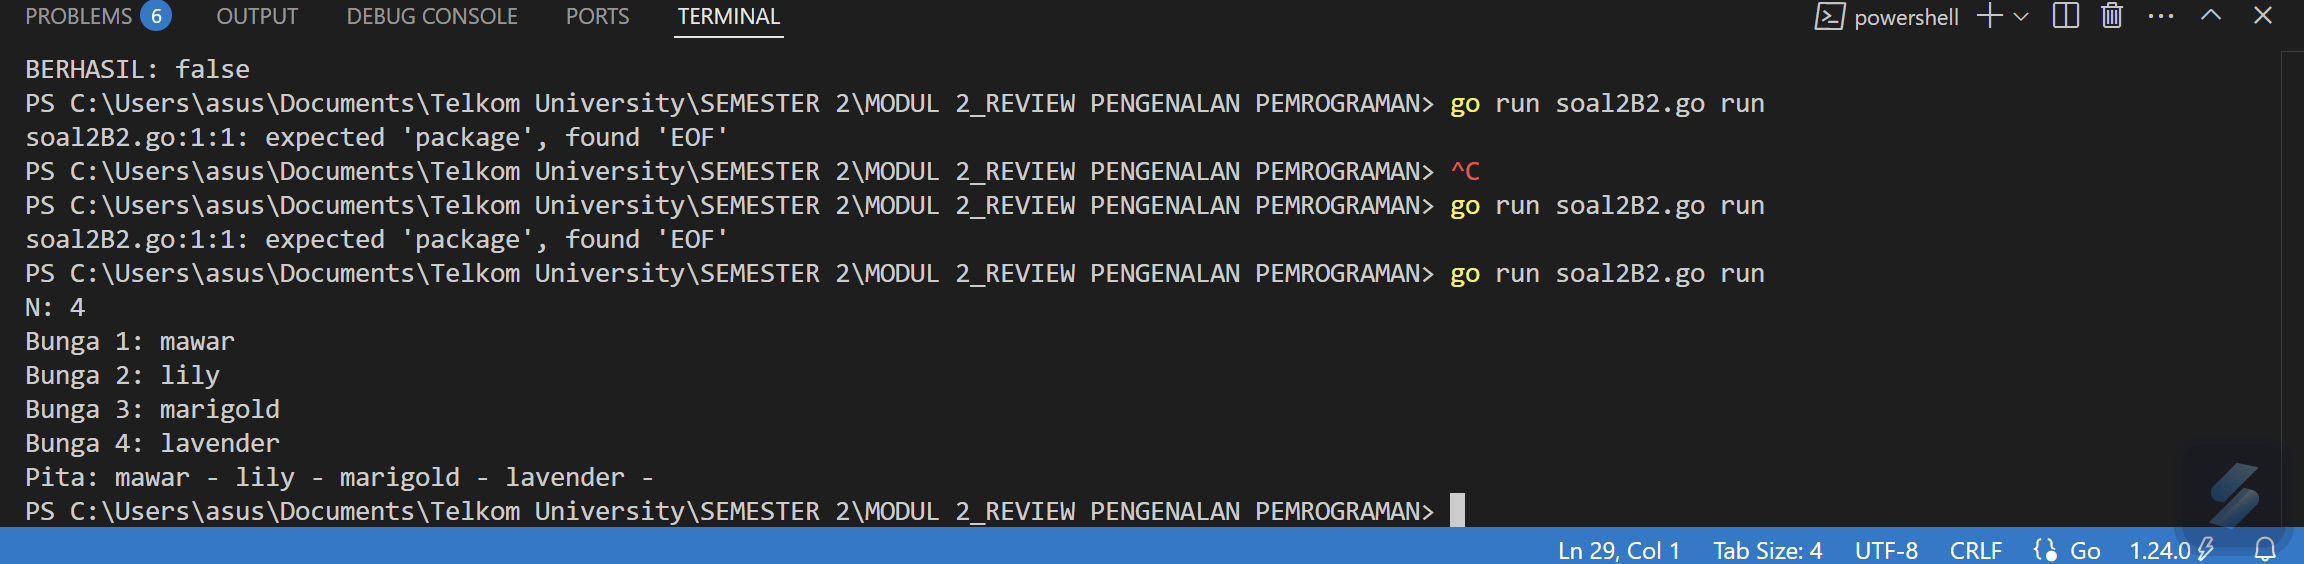 PROBLEMS 6 OUTPUT DEBUG CONSOLE PORTS TERMINAL powershell
BERHASIL: false
PS C:\Users\asus\Documents\Telkom University\SEMESTER 2\MODUL 2_REVIEW PENGENALAN PEMROGRAMAN> go run soal2B2.go run
soal2B2.go:1:1: expected 'package', found 'EOF'
PS C:\Users\asus\Documents\Telkom University\SEMESTER 2\MODUL 2_REVIEW PENGENALAN PEMROGRAMAN> ^C
PS C:\Users\asus\Documents\Telkom University\SEMESTER 2\MODUL 2_REVIEW PENGENALAN PEMROGRAMAN> go run soal2B2.go run
soal2B2.go:1:1: expected 'package', found 'EOF'
PS C:\Users\asus\Documents\Telkom University\SEMESTER 2\MODUL 2_REVIEW PENGENALAN PEMROGRAMAN> go run soal2B2.go run
N: 4
Bunga 1: mawar
Bunga 2: lily
Bunga 3: marigold
Bunga 4: lavender
Pita: mawar - lily - marigold - lavender -
PS C:\Users\asus\Documents\Telkom University\SEMESTER 2\MODUL 2_REVIEW PENGENALAN PEMROGRAMAN>
Ln 29, Col 1 Tab Size: 4 UTF-8 CRLF Go 1.24.0